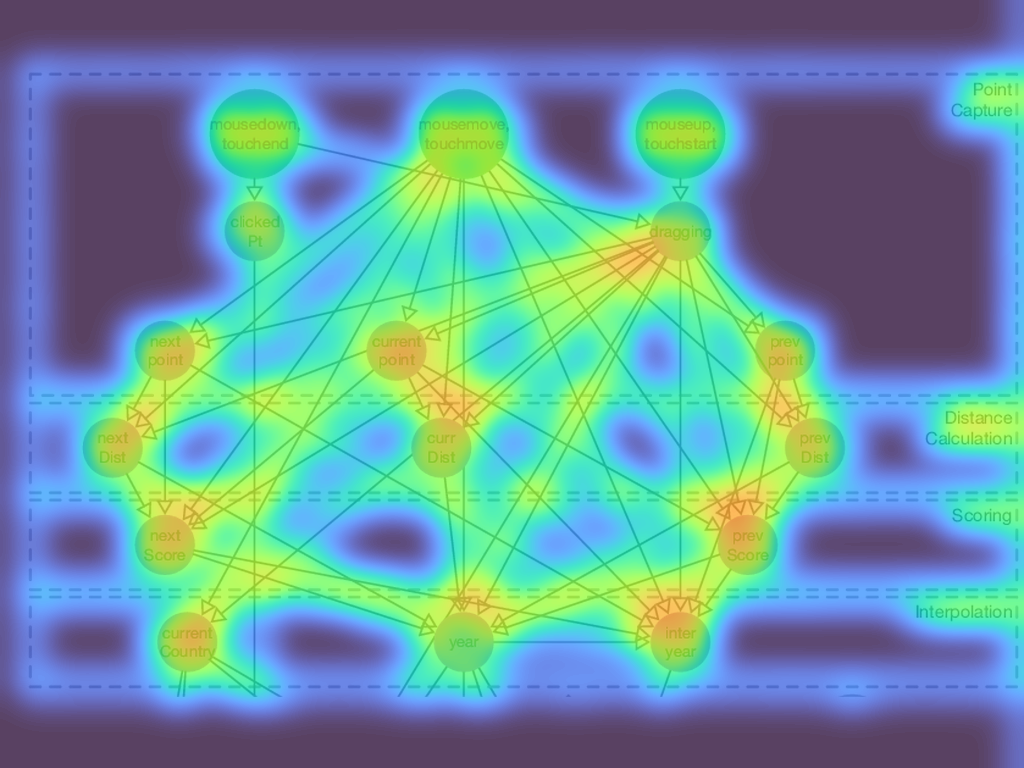 Point
Capture
mousedown,
touchend
mousemove,
touchmove
mouseup,
touchstart
clicked
Pt
dragging
next
point
current
point
prev
point
Distance
Calculation
next
Dist
curr
Dist
prev
Dist
Scoring
next
Score
prev
Score
Interpolation
current
Country
year
inter
year